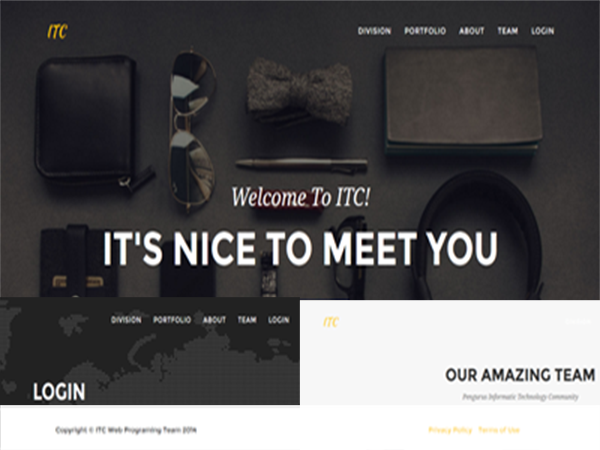 ITC
DIVISION PORTFOLIO ABOUT TEAM LOGIN
Welcome To ITC!
IT'S NICE TO MEET YOU
DIVISION PORTFOLIO ABOUT TEAM LOGIN
LOGIN
Copyright © ITC Web Programing Team 2014
ITC
OUR AMAZING TEAM
Pengurus Informatic Technology Community
Privacy Policy Terms of Use